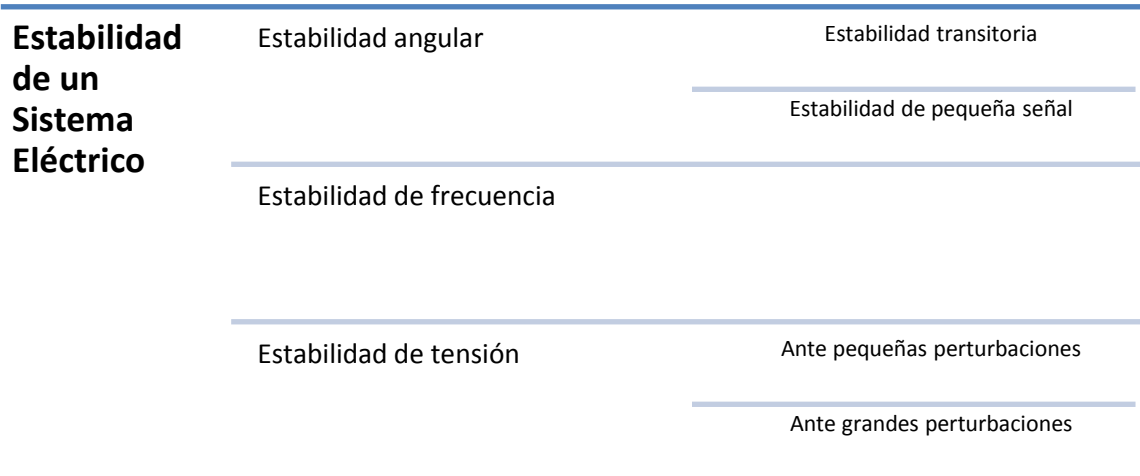 Estabilidad
de un
Sistema
Eléctrico
Estabilidad angular
Estabilidad transitoria
Estabilidad de pequeña señal
Estabilidad de frecuencia
Estabilidad de tensión
Ante pequeñas perturbaciones
Ante grandes perturbaciones